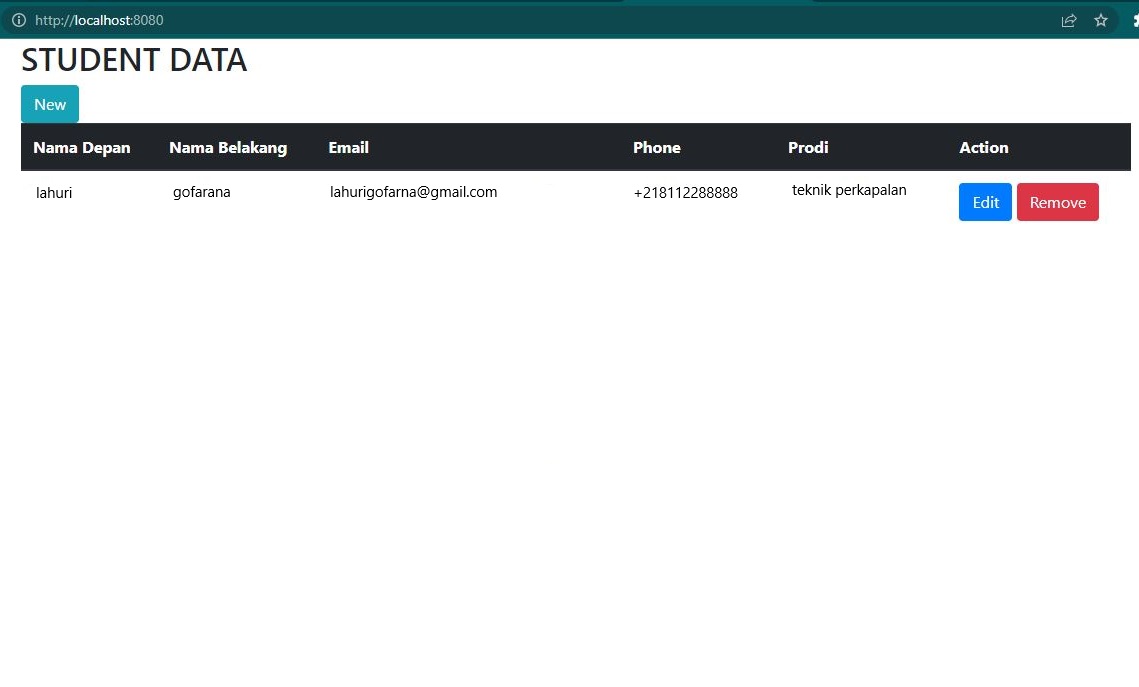 http://localhost:8080
STUDENT DATA
New
Nama Depan Nama Belakang Email Phone Prodi Action
lahuri gofarana lahurigofarna@gmail.com +218112288888 teknik perkapalan Edit Remove